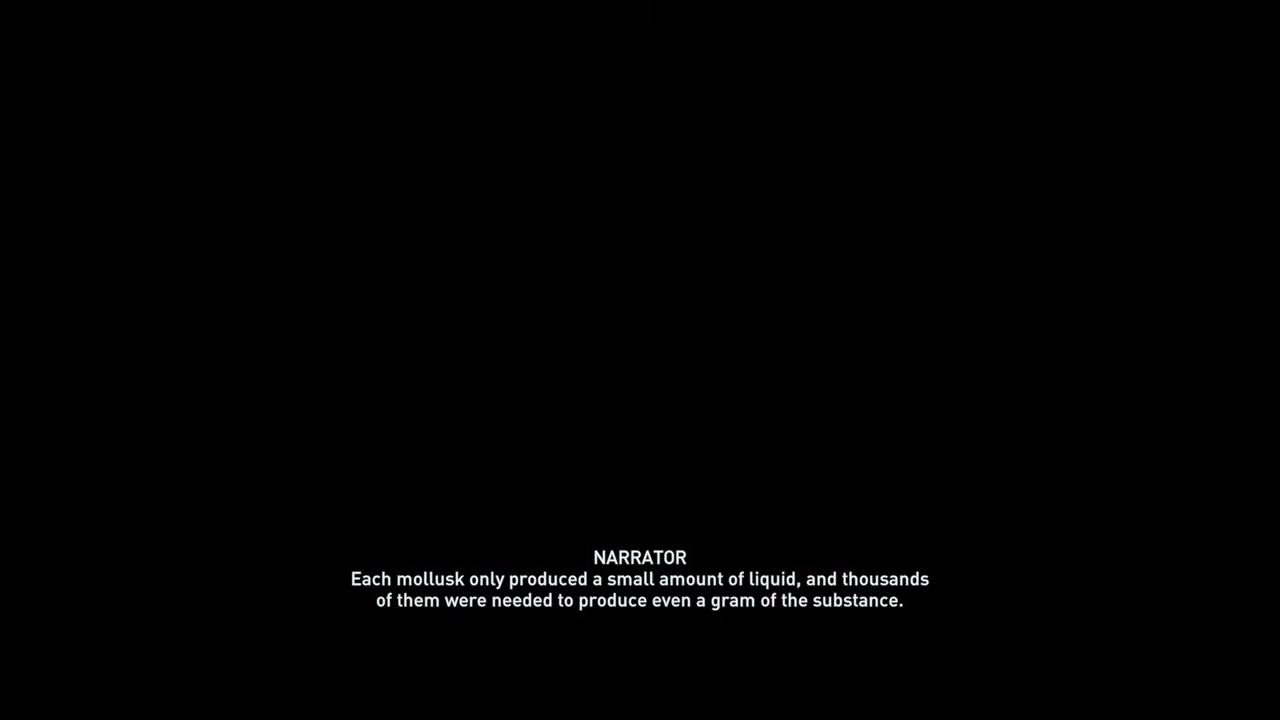 NARRATOR
Each mollusk only produced a small amount of liquid, and thousands
of them were needed to produce even a gram of the substance.